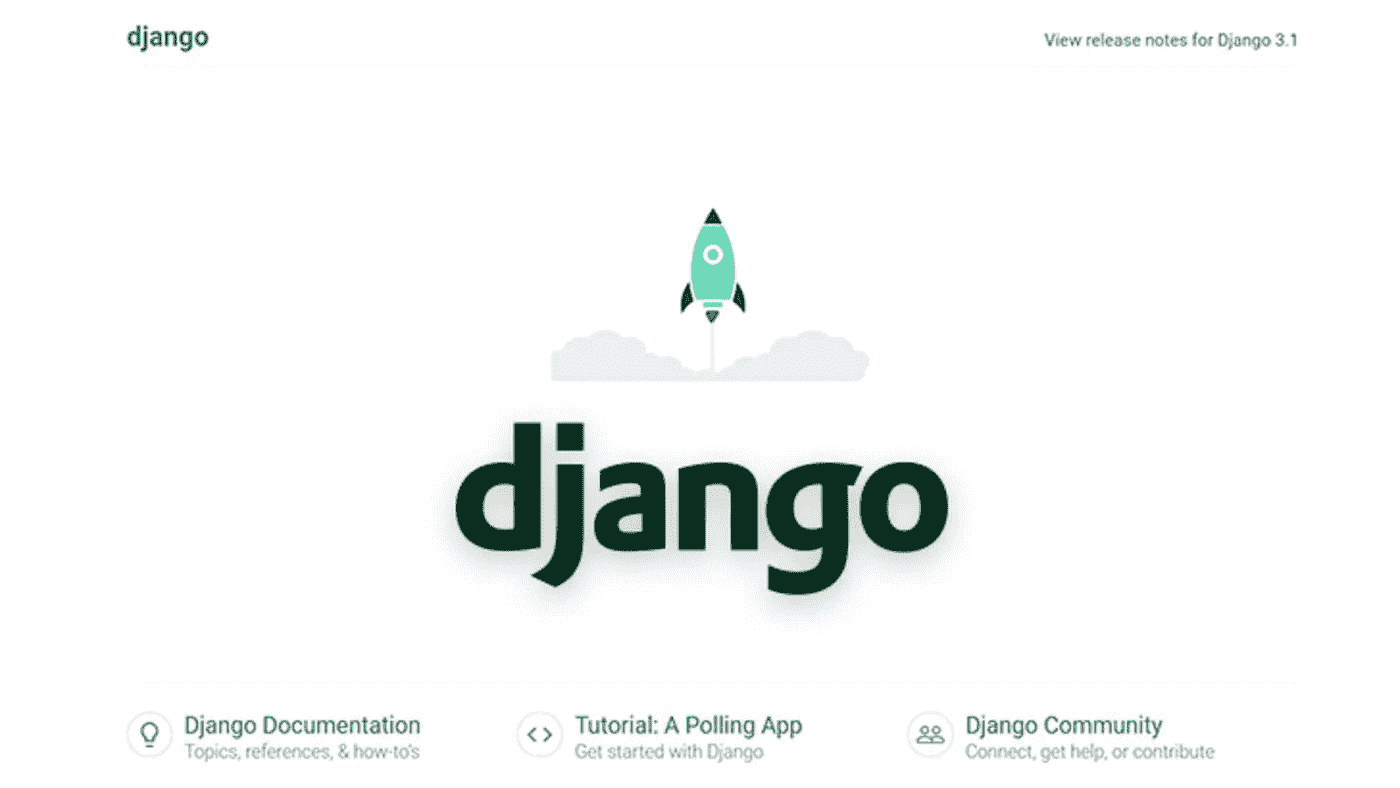 django
View release notes for Django 3.1
django
Django Documentation
Topics, references, & how-to's
Tutorial: A Polling App
Get started with Django
Django Community
Connect, get help, or contribute